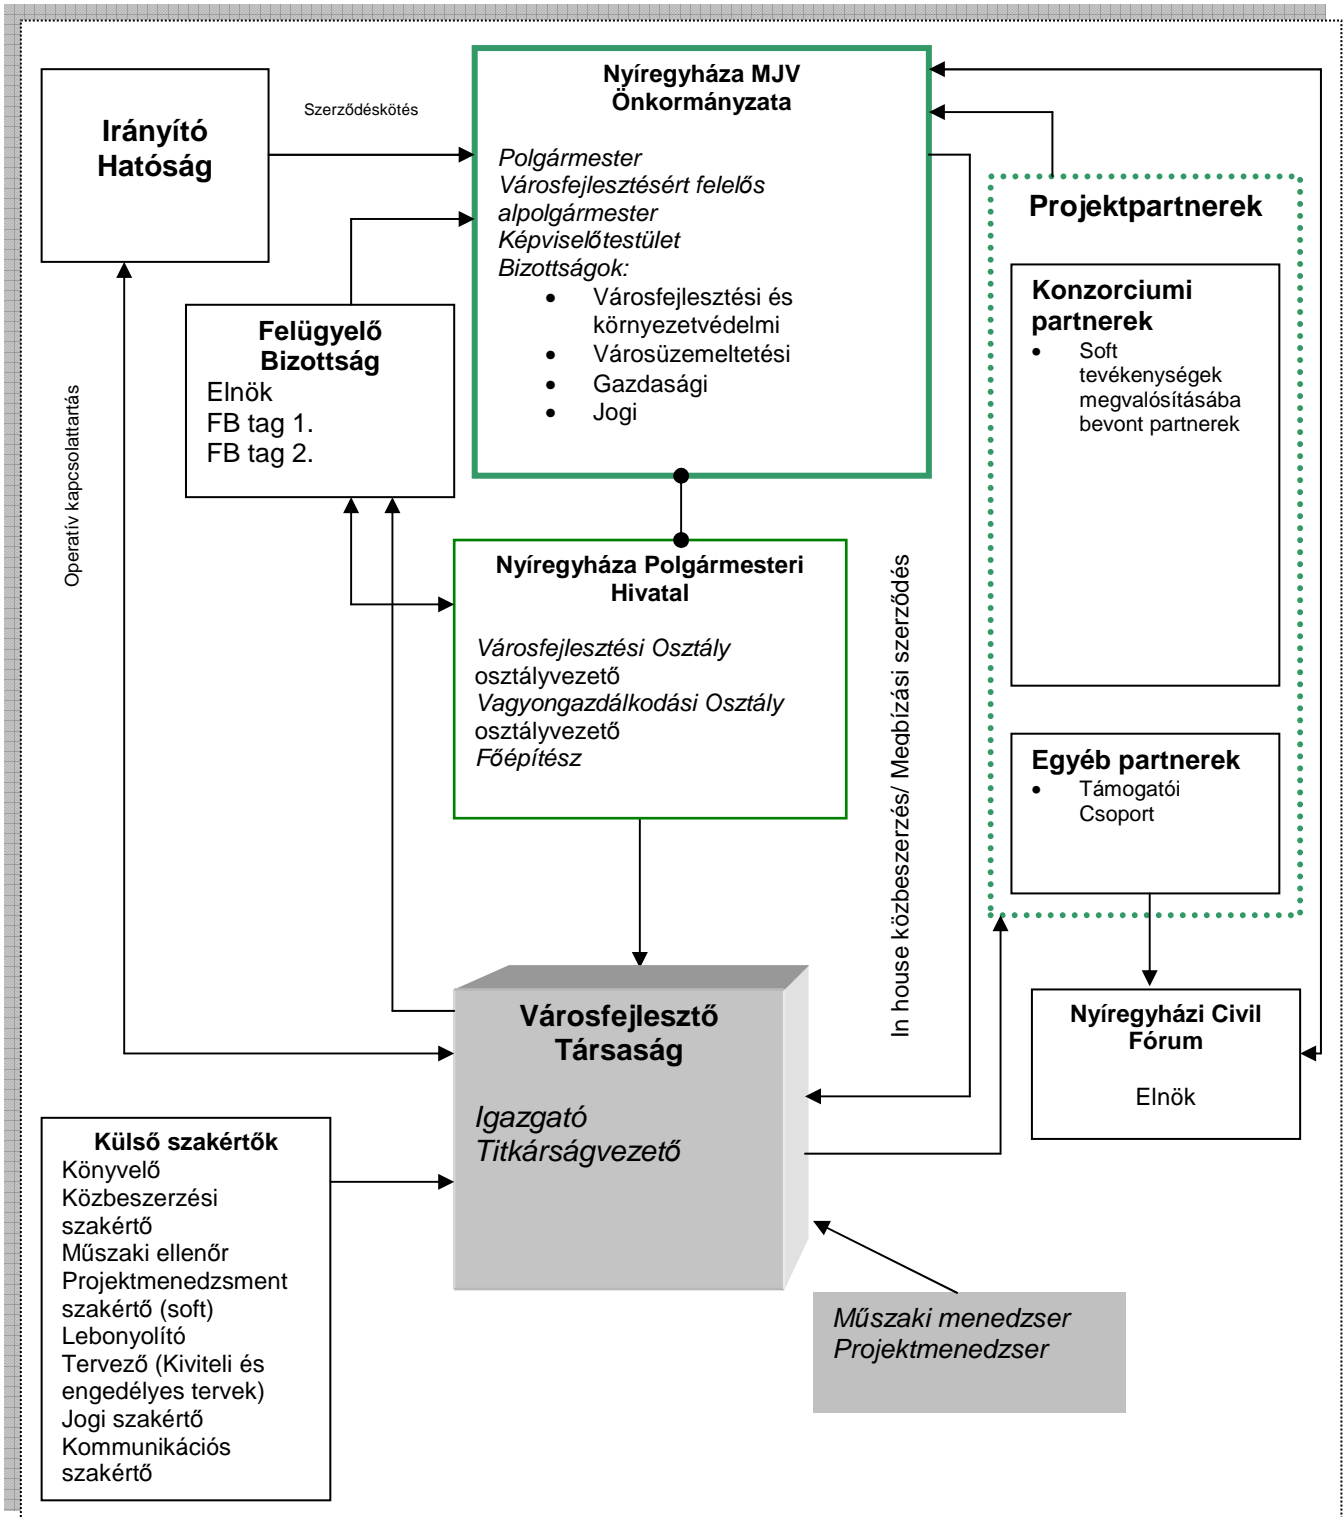 Irányító
Hatóság
Szerződéskötés
Nyíregyháza MJV
Önkormányzata
Polgármester
Városfejlesztésért felelős
alpolgármester
Képviselőtestület
Bizottságok:
• Városfejlesztési és
környezetvédelmi
• Városüzemeltetési
• Gazdasági
• Jogi
Projektpartnerek
Konzorciumi
partnerek
• Soft
tevékenységek
megvalósításába
bevont partnerek
Felügyelő
Bizottság
Elnök
FB tag 1.
FB tag 2.
Operatív kapcsolattartás
Nyíregyháza Polgármesteri
Hivatal
Városfejlesztési Osztály
osztályvezető
Vagyongazdálkodási Osztály
osztályvezető
Főépítész
In house közbeszerzés/ Megbízási szerződés
Egyéb partnerek
• Támogatói
Csoport
Városfejlesztő
Társaság
Igazgató
Titkárságvezető
Nyíregyházi Civil
Fórum
Elnök
Külső szakértők
Könyvelő
Közbeszerzési
szakértő
Műszaki ellenőr
Projektmenedzsment
szakértő (soft)
Lebonyolító
Tervező (Kiviteli és
engedélyes tervek)
Jogi szakértő
Kommunikációs
szakértő
Műszaki menedzser
Projektmenedzser